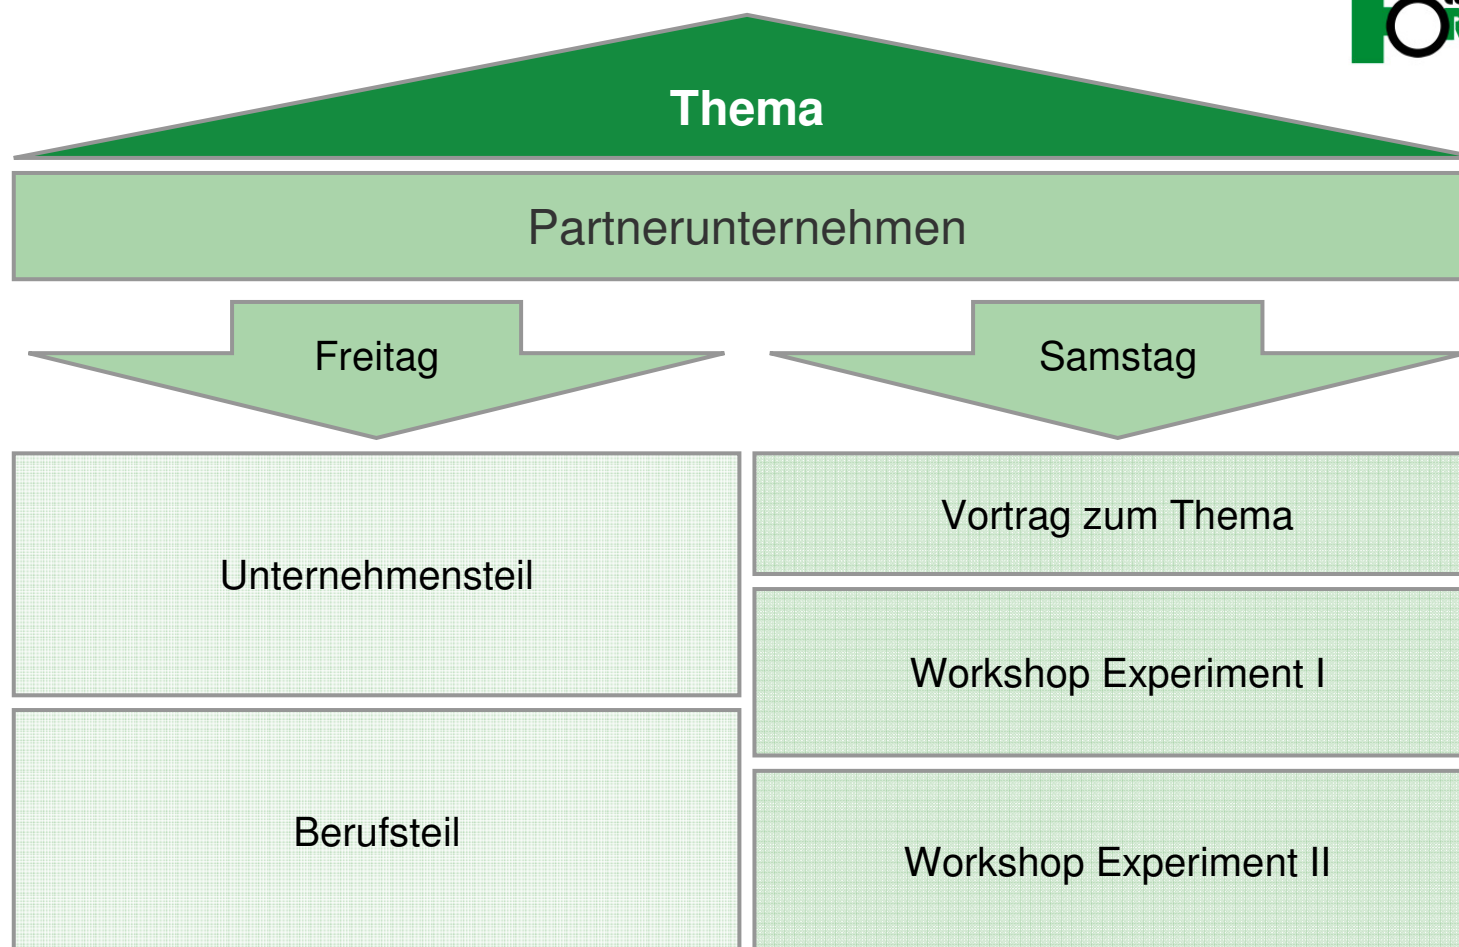 Thema
Partnerunternehmen
Freitag
Samstag
Unternehmensteil
Berufsteil
Vortrag zum Thema
Workshop Experiment I
Workshop Experiment II